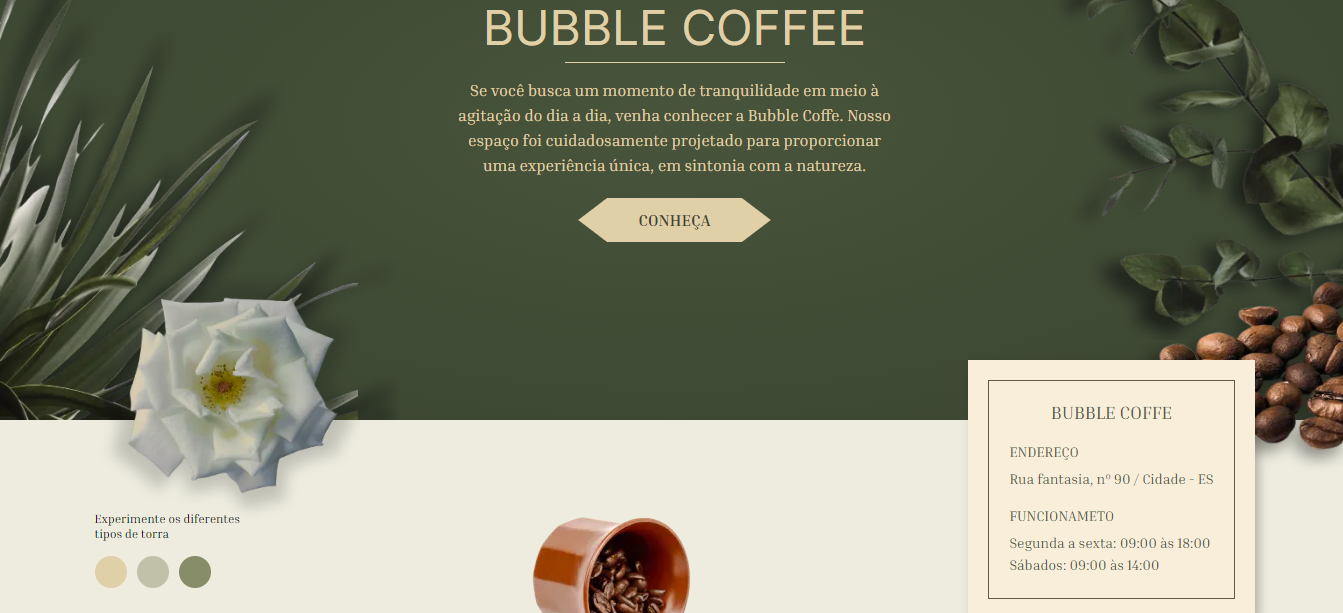 BUBBLE COFFEE
Se você busca um momento de tranquilidade em meio à
agitação do dia a dia, venha conhecer a Bubble Coffe. Nosso
espaço foi cuidadosamente projetado para proporcionar
uma experiência única, em sintonia com a natureza.
CONHEÇA
BUBBLE COFFE
ENDEREÇO
Rua fantasia, nº 90 / Cidade - ES
FUNCIONAMETO
Segunda a sexta: 09:00 às 18:00
Sábados: 09:00 às 14:00
Experimente os diferentes
tipos de torra